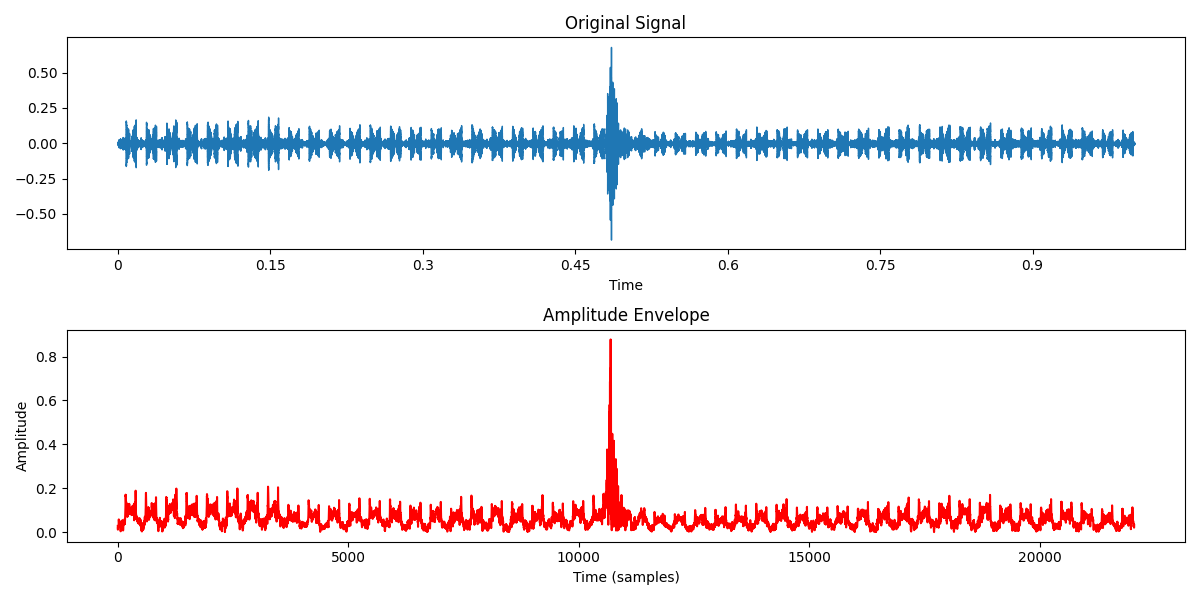 Original Signal
0.50
0.25
0.00
−0.25
−0.50
0 0.15 0.3 0.45 0.6 0.75 0.9
Time
Amplitude Envelope
Amplitude
0.8
0.6
0.4
0.2
0.0
0 5000 10000 15000 20000
Time (samples)